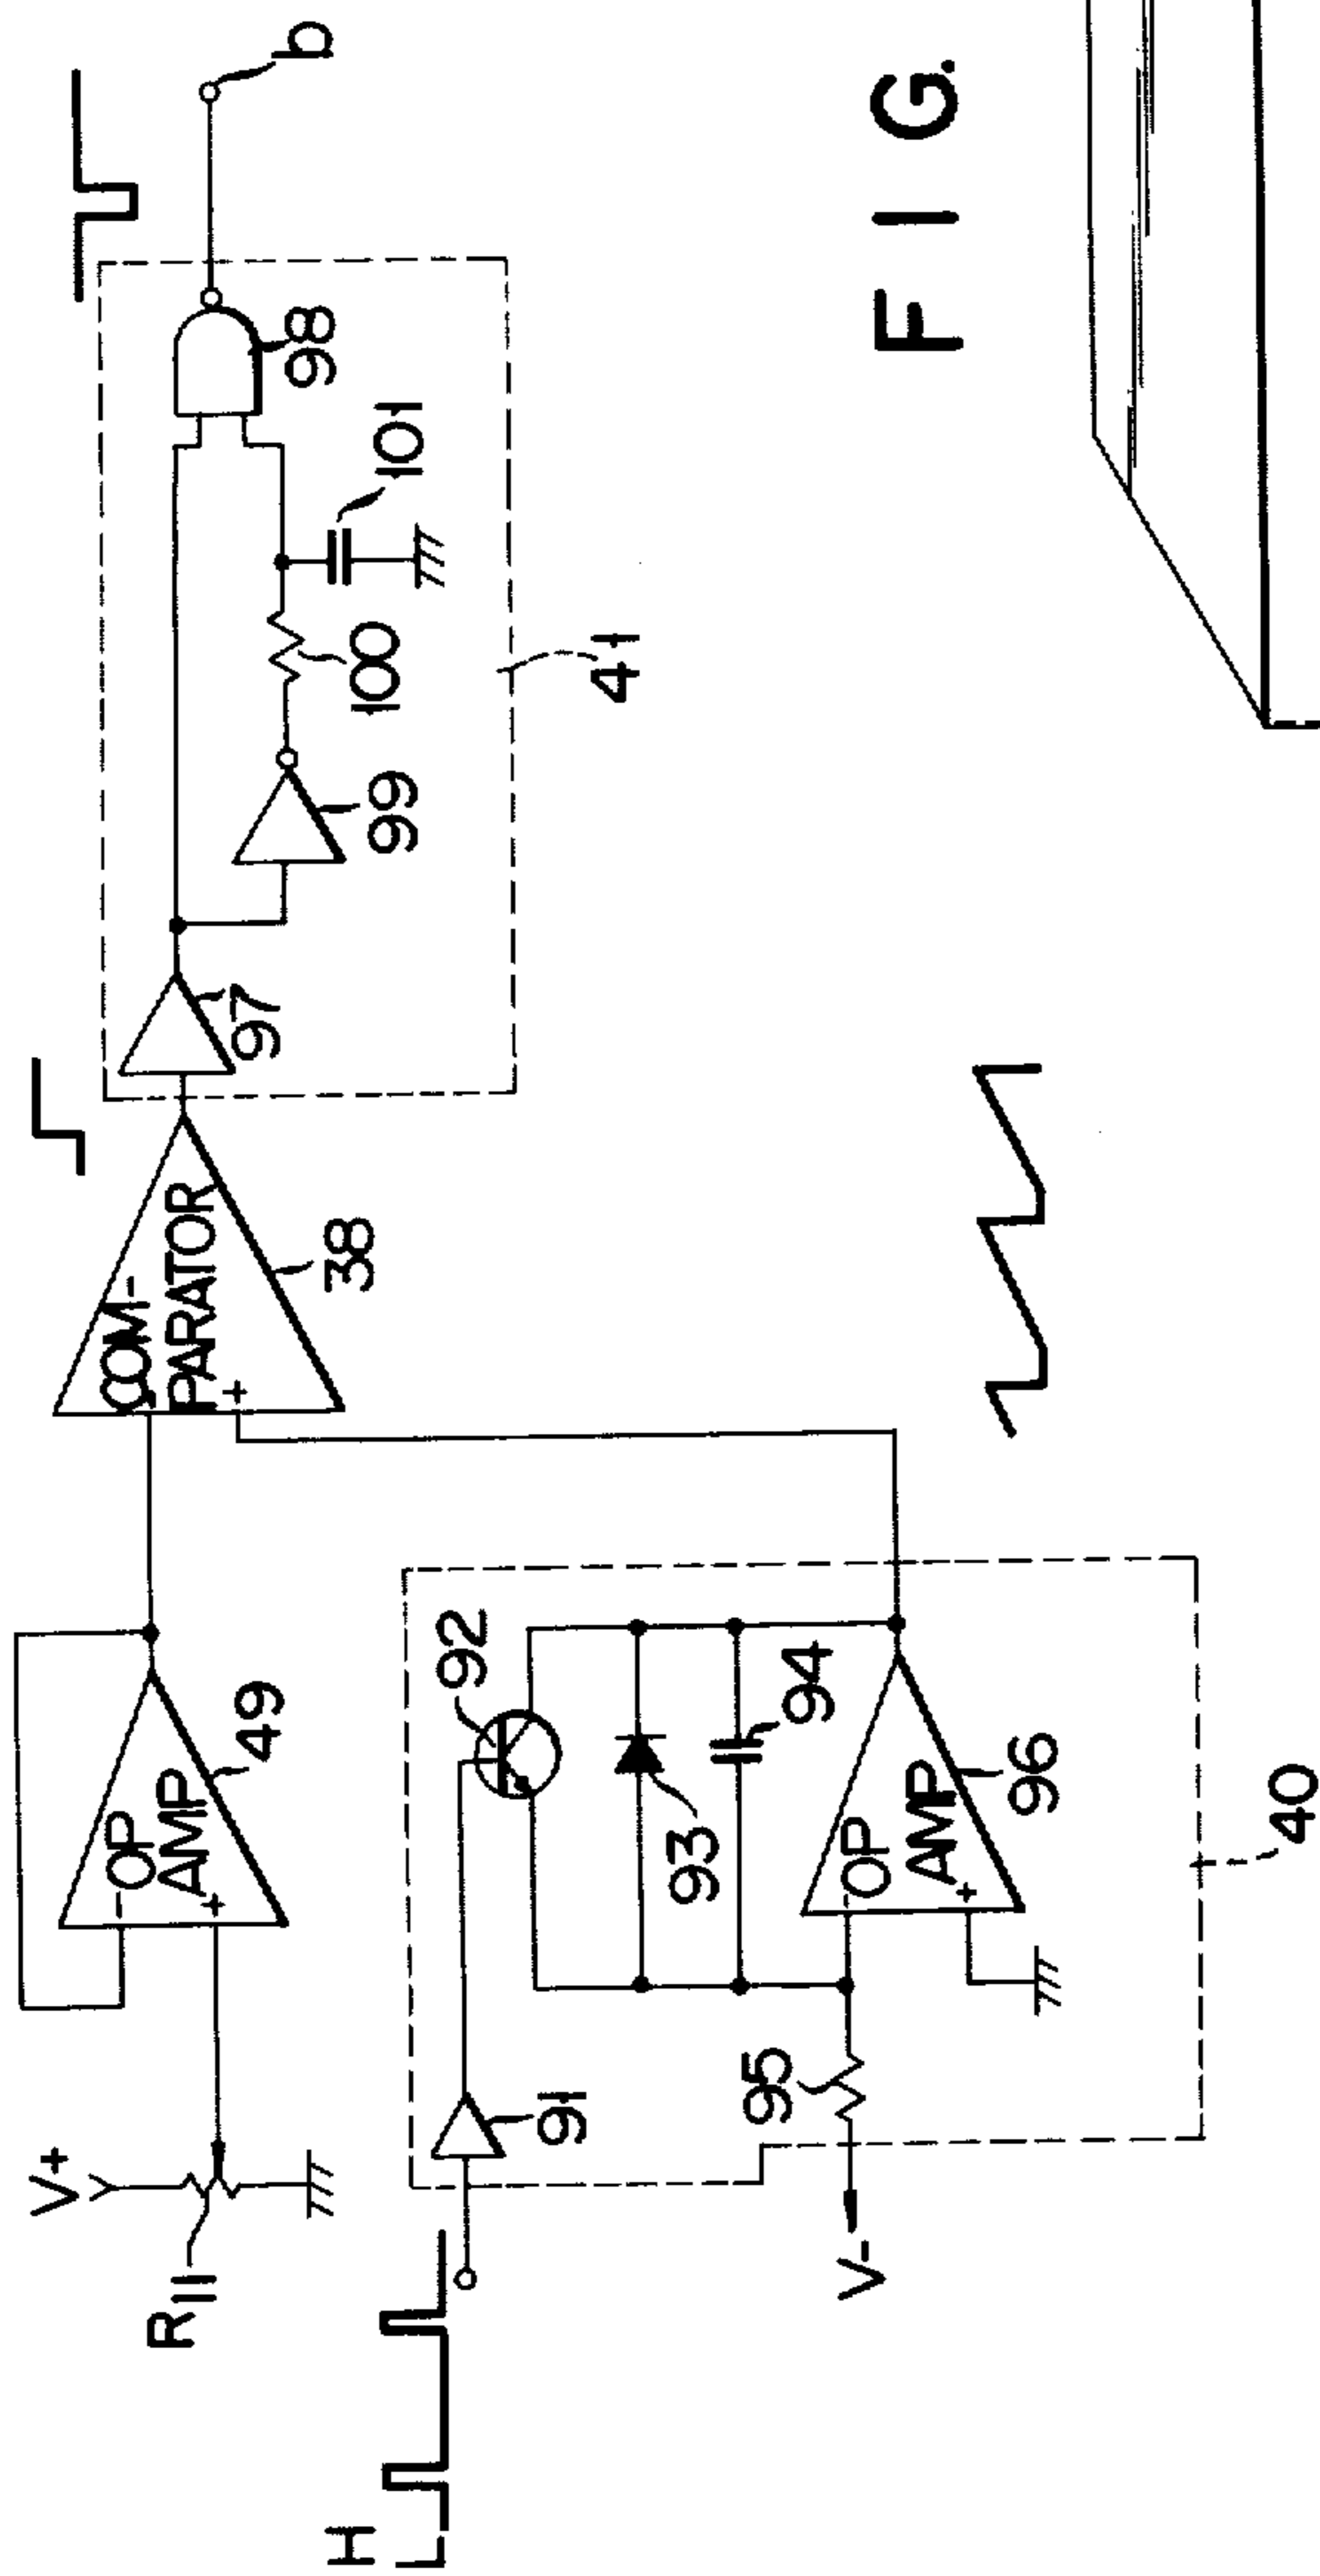 V+
R11
− OP
AMP
+
49
COM-
PARATOR
+
38
97
99
100
101
98
41
b
H
L
91
92
93
94
95
V-
− OP
AMP
+
96
40
FIG.